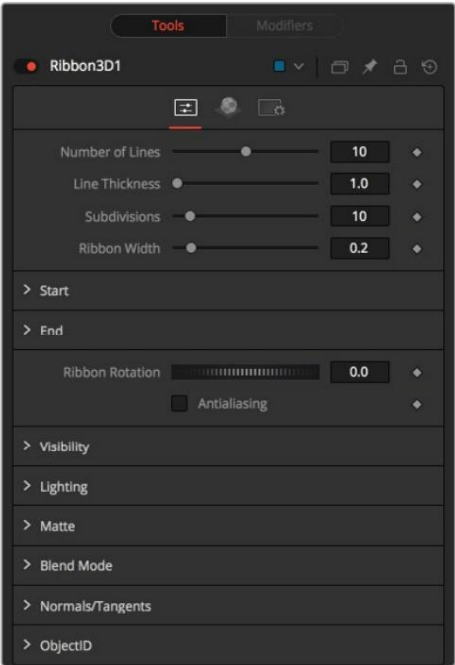 Tools Modifiers
Ribbon3D1
Number of Lines 10
Line Thickness 1.0
Subdivisions 10
Ribbon Width 0.2
Start
End
Ribbon Rotation 0.0
Antialiasing
Visibility
Lighting
Matte
Blend Mode
Normals/Tangents
ObjectID